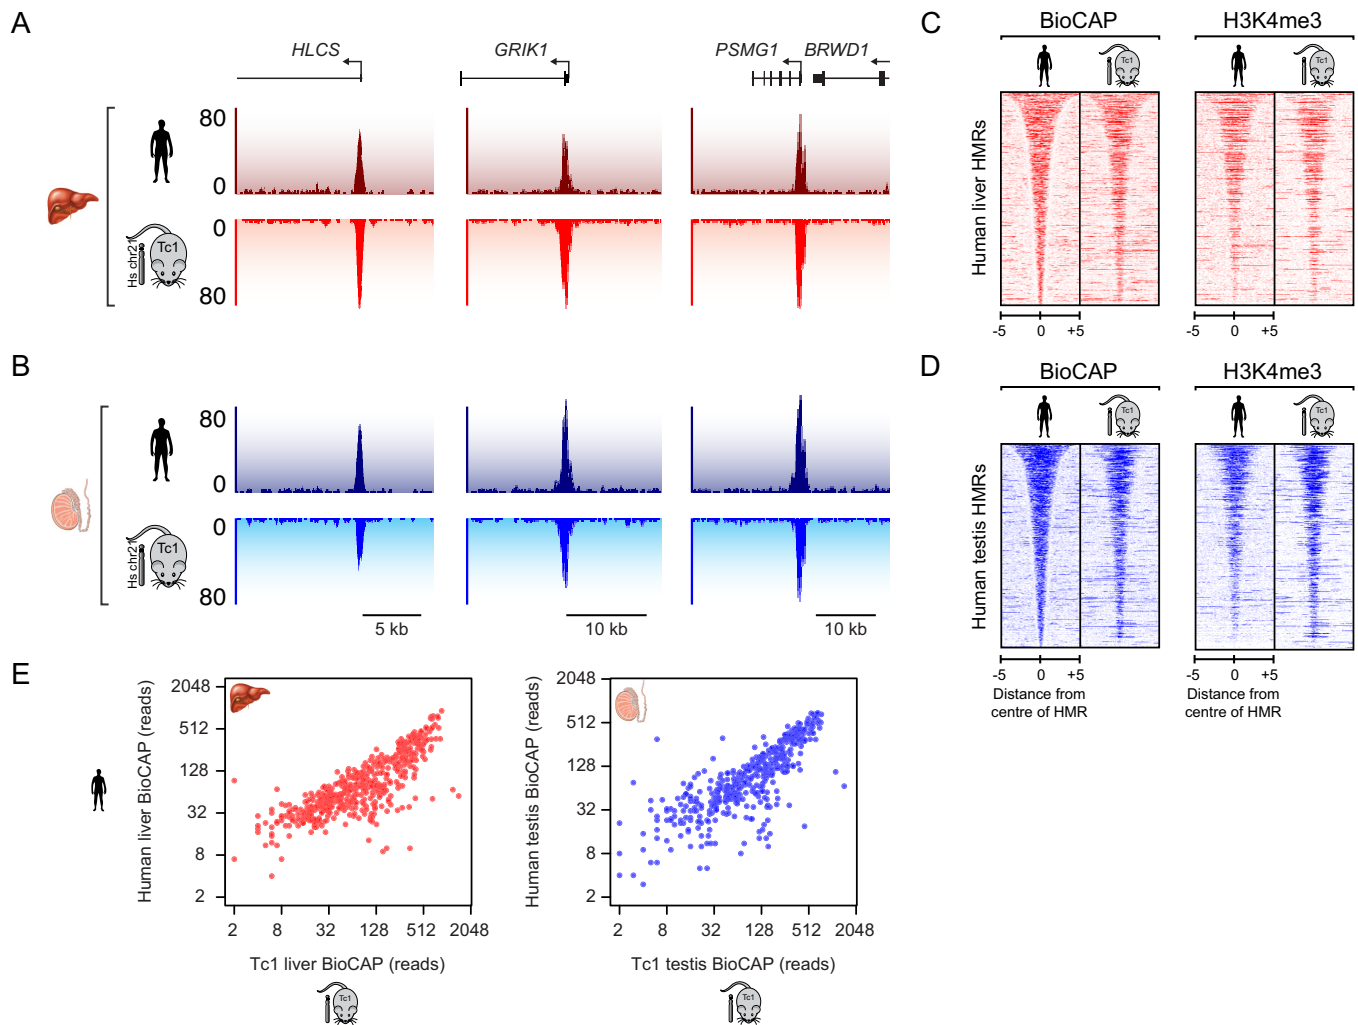 A
HLCS
GRIK1
PSMG1
BRWD1
80
0
0
80
Hs chr21
Tc1
B
80
0
0
80
Hs chr21
Tc1
5 kb
10 kb
10 kb
C
BioCAP
H3K4me3
Tc1
Tc1
Human liver HMRs
-5
0
+5
-5
0
+5
D
BioCAP
H3K4me3
Tc1
Tc1
Human testis HMRs
-5
0
+5
-5
0
+5
Distance from
centre of HMR
Distance from
centre of HMR
E
Human liver BioCAP (reads)
2048
512
128
32
8
2
2
8
32
128
512
2048
Tc1 liver BioCAP (reads)
Tc1
Human testis BioCAP (reads)
2048
512
128
32
8
2
2
8
32
128
512
2048
Tc1 testis BioCAP (reads)
Tc1